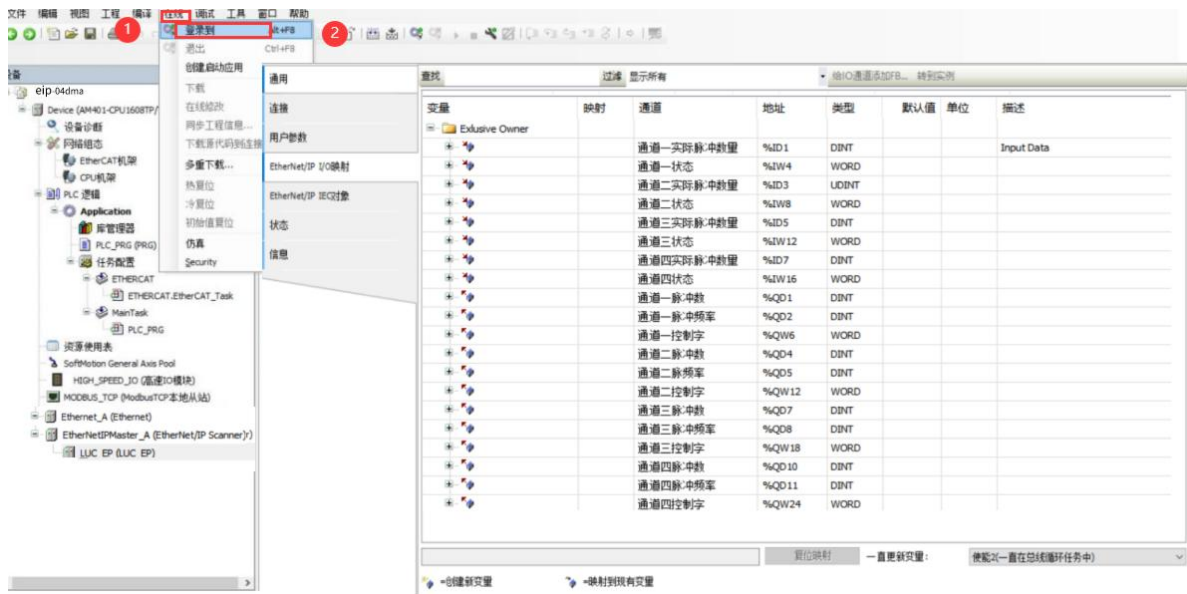 文件 编辑 视图 工程 编译 在线 调试 工具 窗口 帮助
1
登录到 Alt+F8
2
退出 Ctrl+F8
创建启动应用
下载
在线修改
同步工程信息...
下载源代码到连接
多重下载...
热复位
冷复位
初始值复位
仿真
Security
设备
eip-04dma
Device (AM401-CPU1608TP/
设备诊断
网络组态
EtherCAT机架
CPU机架
PLC 逻辑
Application
库管理器
PLC_PRG (PRG)
任务配置
ETHERCAT
ETHERCAT.EtherCAT_Task
MainTask
PLC_PRG
资源使用表
SoftMotion General Axis Pool
HIGH_SPEED_IO (高速IO模块)
MODBUS_TCP (ModbusTCP本地从站)
Ethernet_A (Ethernet)
EtherNetIPMaster_A (EtherNet/IP Scanner)r)
LUC_EP (LUC_EP)
通用
连接
用户参数
EtherNet/IP I/O映射
EtherNet/IP IEC对象
状态
信息
查找 过滤 显示所有 给IO通道添加FB... 转到实例
变量 映射 通道 地址 类型 默认值 单位 描述
Exlusive Owner
通道一实际脉冲数量 %ID1 DINT Input Data
通道一状态 %IW4 WORD
通道二实际脉冲数量 %ID3 UDINT
通道二状态 %IW8 WORD
通道三实际脉冲数量 %ID5 DINT
通道三状态 %IW12 WORD
通道四实际脉冲数量 %ID7 DINT
通道四状态 %IW16 WORD
通道一脉冲数 %QD1 DINT
通道一脉冲频率 %QD2 DINT
通道一控制字 %QW6 WORD
通道二脉冲数 %QD4 DINT
通道二脉频率 %QD5 DINT
通道二控制字 %QW12 WORD
通道三脉冲数 %QD7 DINT
通道三脉冲频率 %QD8 DINT
通道三控制字 %QW18 WORD
通道四脉冲数 %QD10 DINT
通道四脉冲频率 %QD11 DINT
通道四控制字 %QW24 WORD
复位映射 一直更新变量: 使能2(一直在总线循环任务中)
=创建新变量 =映射到现有变量